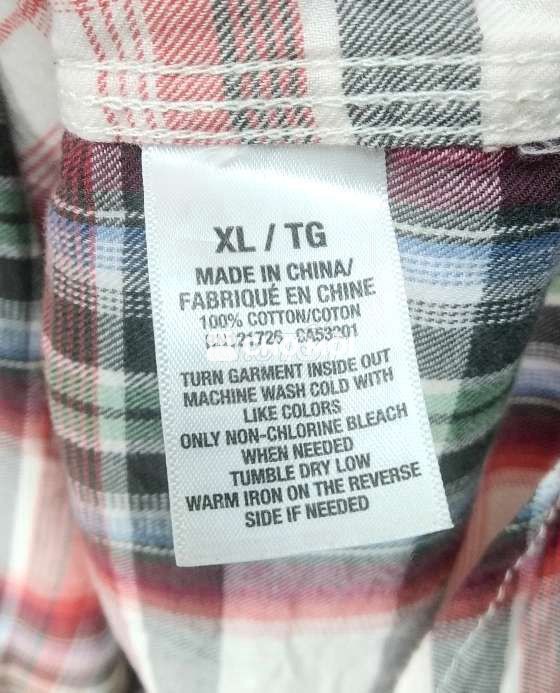 XL / TG
MADE IN CHINA/
FABRIQUÉ EN CHINE
100% COTTON/COTON
21726 CA53201
TURN GARMENT INSIDE OUT
MACHINE WASH COLD WITH
LIKE COLORS
ONLY NON-CHLORINE BLEACH
WHEN NEEDED
TUMBLE DRY LOW
WARM IRON ON THE REVERSE
SIDE IF NEEDED